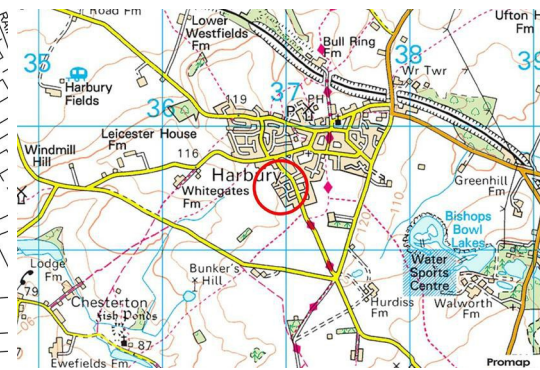 Road Fm
Lower
Westfields
Fm
Bull Ring
Fm
Ufton H
Fm
35
38
39
Wr Twr
Harbury
Fields
36
119
37
PH
Leicester House
Fm
Windmill
Hill
116
Harbury
Whitegates
Fm
110
Greenhill
Fm
Bishops
Bowl
Lakes
Water
Sports
Centre
Lodge
Fm
Bunker's
Hill
79
Chesterton
Fish Ponds
87
Hurdiss
Fm
Walworth
Fm
Ewefields Fm
Promap